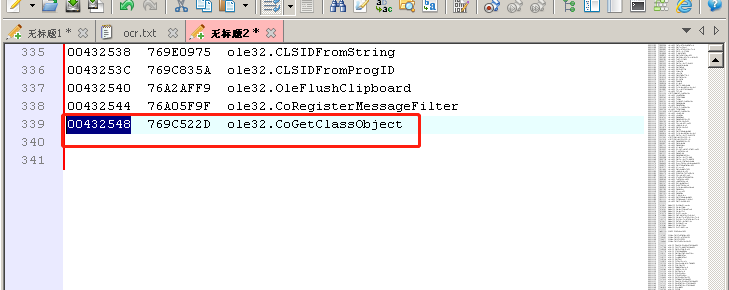 无标题1 * ocr.txt 无标题2 *
335 00432538 769E0975 ole32.CLSIDFromString
336 0043253C 769C835A ole32.CLSIDFromProgID
337 00432540 76A2AFF9 ole32.OleFlushClipboard
338 00432544 76A05F9F ole32.CoRegisterMessageFilter
339 00432548 769C522D ole32.CoGetClassObject
340
341